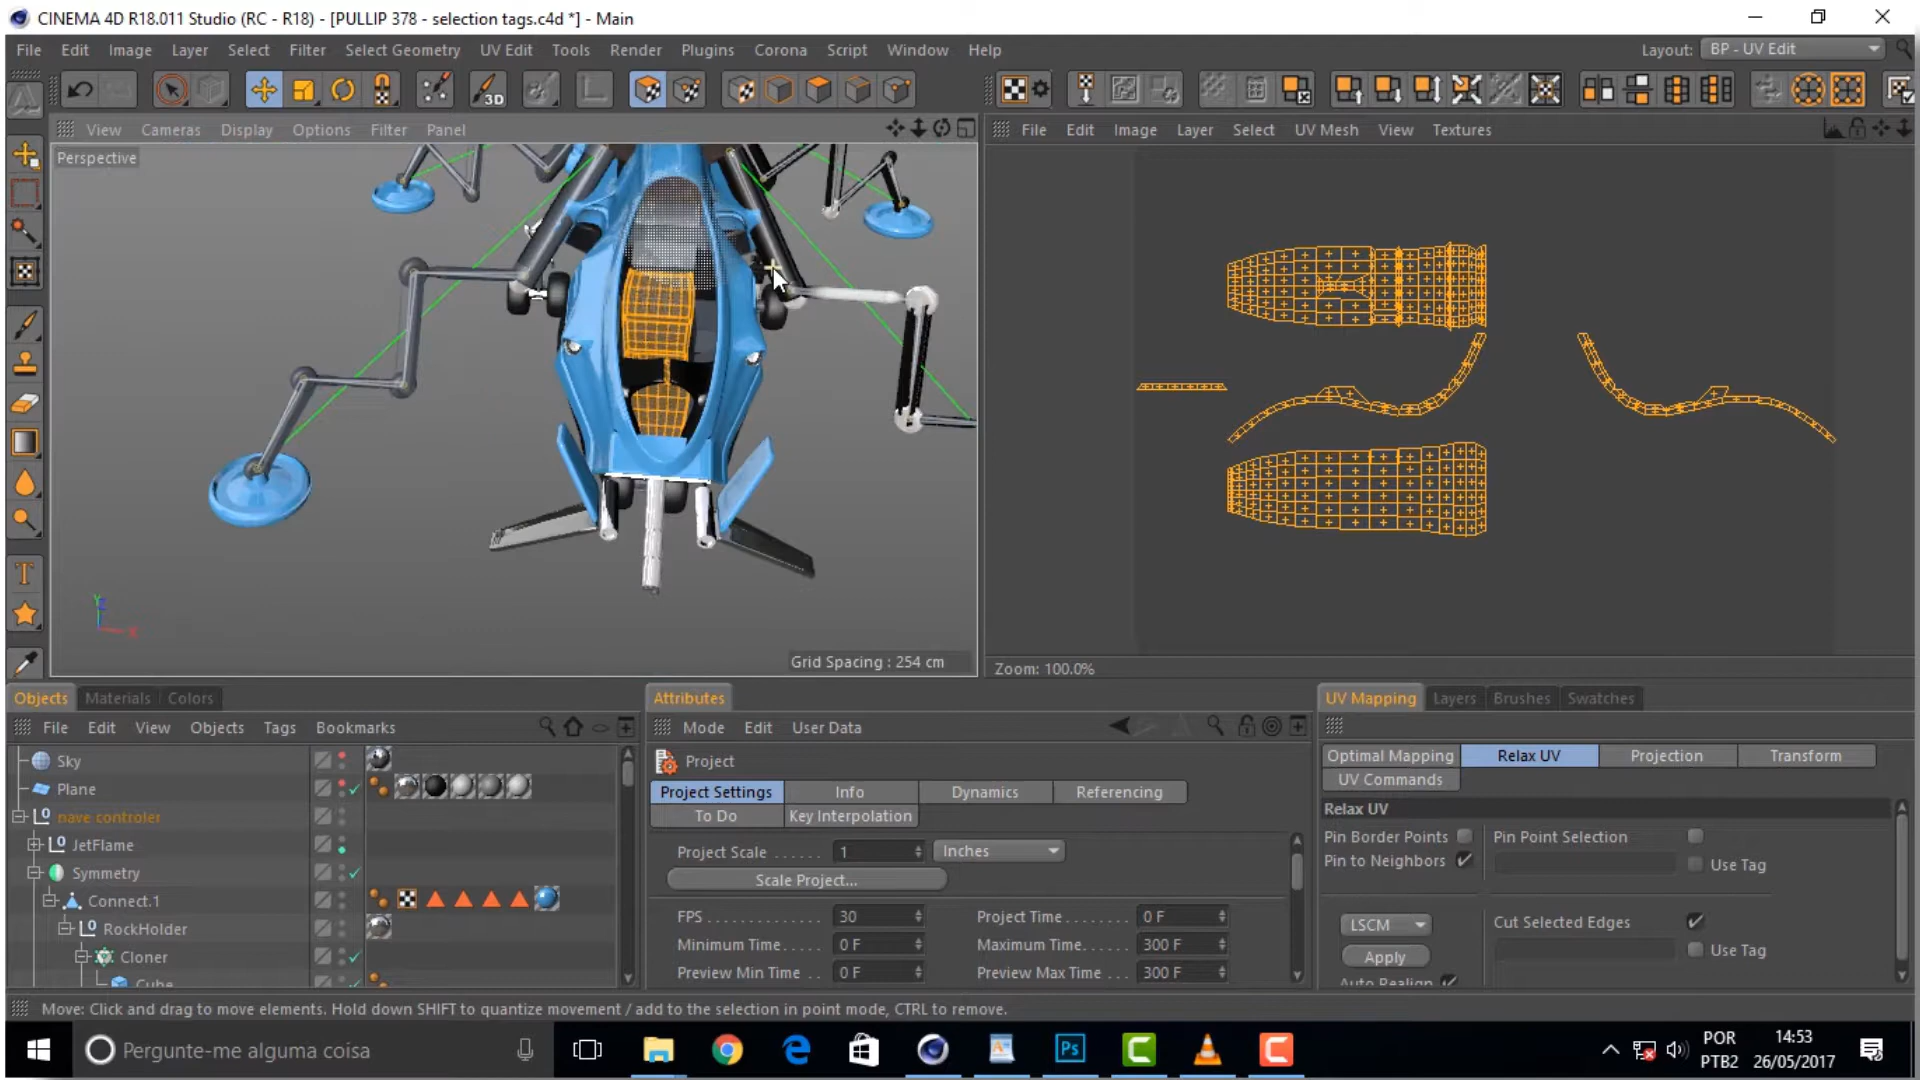 CINEMA 4D R18.011 Studio (RC - R18) - [PULLIP 378 - selection tags.c4d *] - Main
File Edit Image Layer Select Filter Select Geometry UV Edit Tools Render Plugins Corona Script Window Help Layout: BP - UV Edit
3D
View Cameras Display Options Filter Panel
File Edit Image Layer Select UV Mesh View Textures
Perspective
Y
Z
X
Grid Spacing : 254 cm
Zoom: 100.0%
Objects Materials Colors
File Edit View Objects Tags Bookmarks
Sky
Plane
nave controler
JetFlame
Symmetry
Connect.1
RockHolder
Cloner
Cube
Attributes
Mode Edit User Data
Project
Project Settings Info Dynamics Referencing
To Do Key Interpolation
Project Scale ...... 1 Inches
Scale Project...
FPS 30 Project Time 0 F
Minimum Time 0 F Maximum Time 300 F
Preview Min Time 0 F Preview Max Time 300 F
UV Mapping Layers Brushes Swatches
Optimal Mapping Relax UV Projection Transform
UV Commands
Relax UV
Pin Border Points Pin Point Selection
Pin to Neighbors Use Tag
LSCM Cut Selected Edges
Apply Use Tag
Auto Realign
Move: Click and drag to move elements. Hold down SHIFT to quantize movement / add to the selection in point mode, CTRL to remove.
Pergunte-me alguma coisa
Ps
POR
PTB2
14:53
26/05/2017